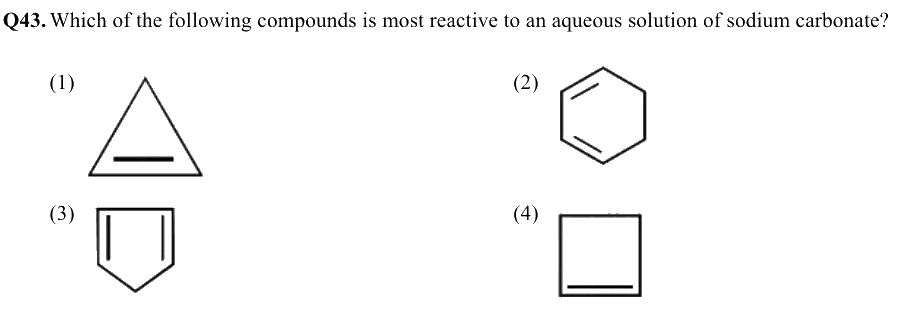 Q43. Which of the following compounds is most reactive to an aqueous solution of sodium carbonate?
(1)
(2)
(3)
(4)